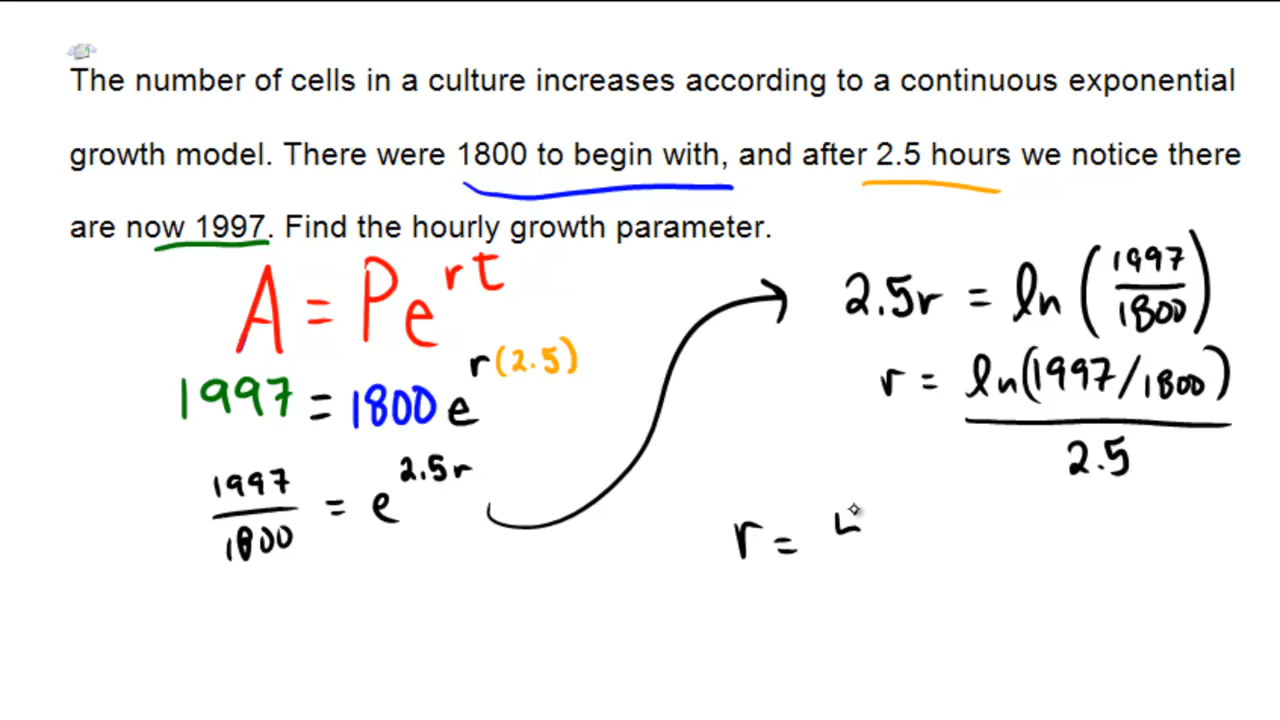 The number of cells in a culture increases according to a continuous exponential
growth model. There were 1800 to begin with, and after 2.5 hours we notice there
are now 1997. Find the hourly growth parameter.
A = Pe^rt
1997 = 1800 e^r(2.5)
1997/1800 = e^2.5r
2.5r = ln(1997/1800)
r = ln(1997/1800)/2.5
r =